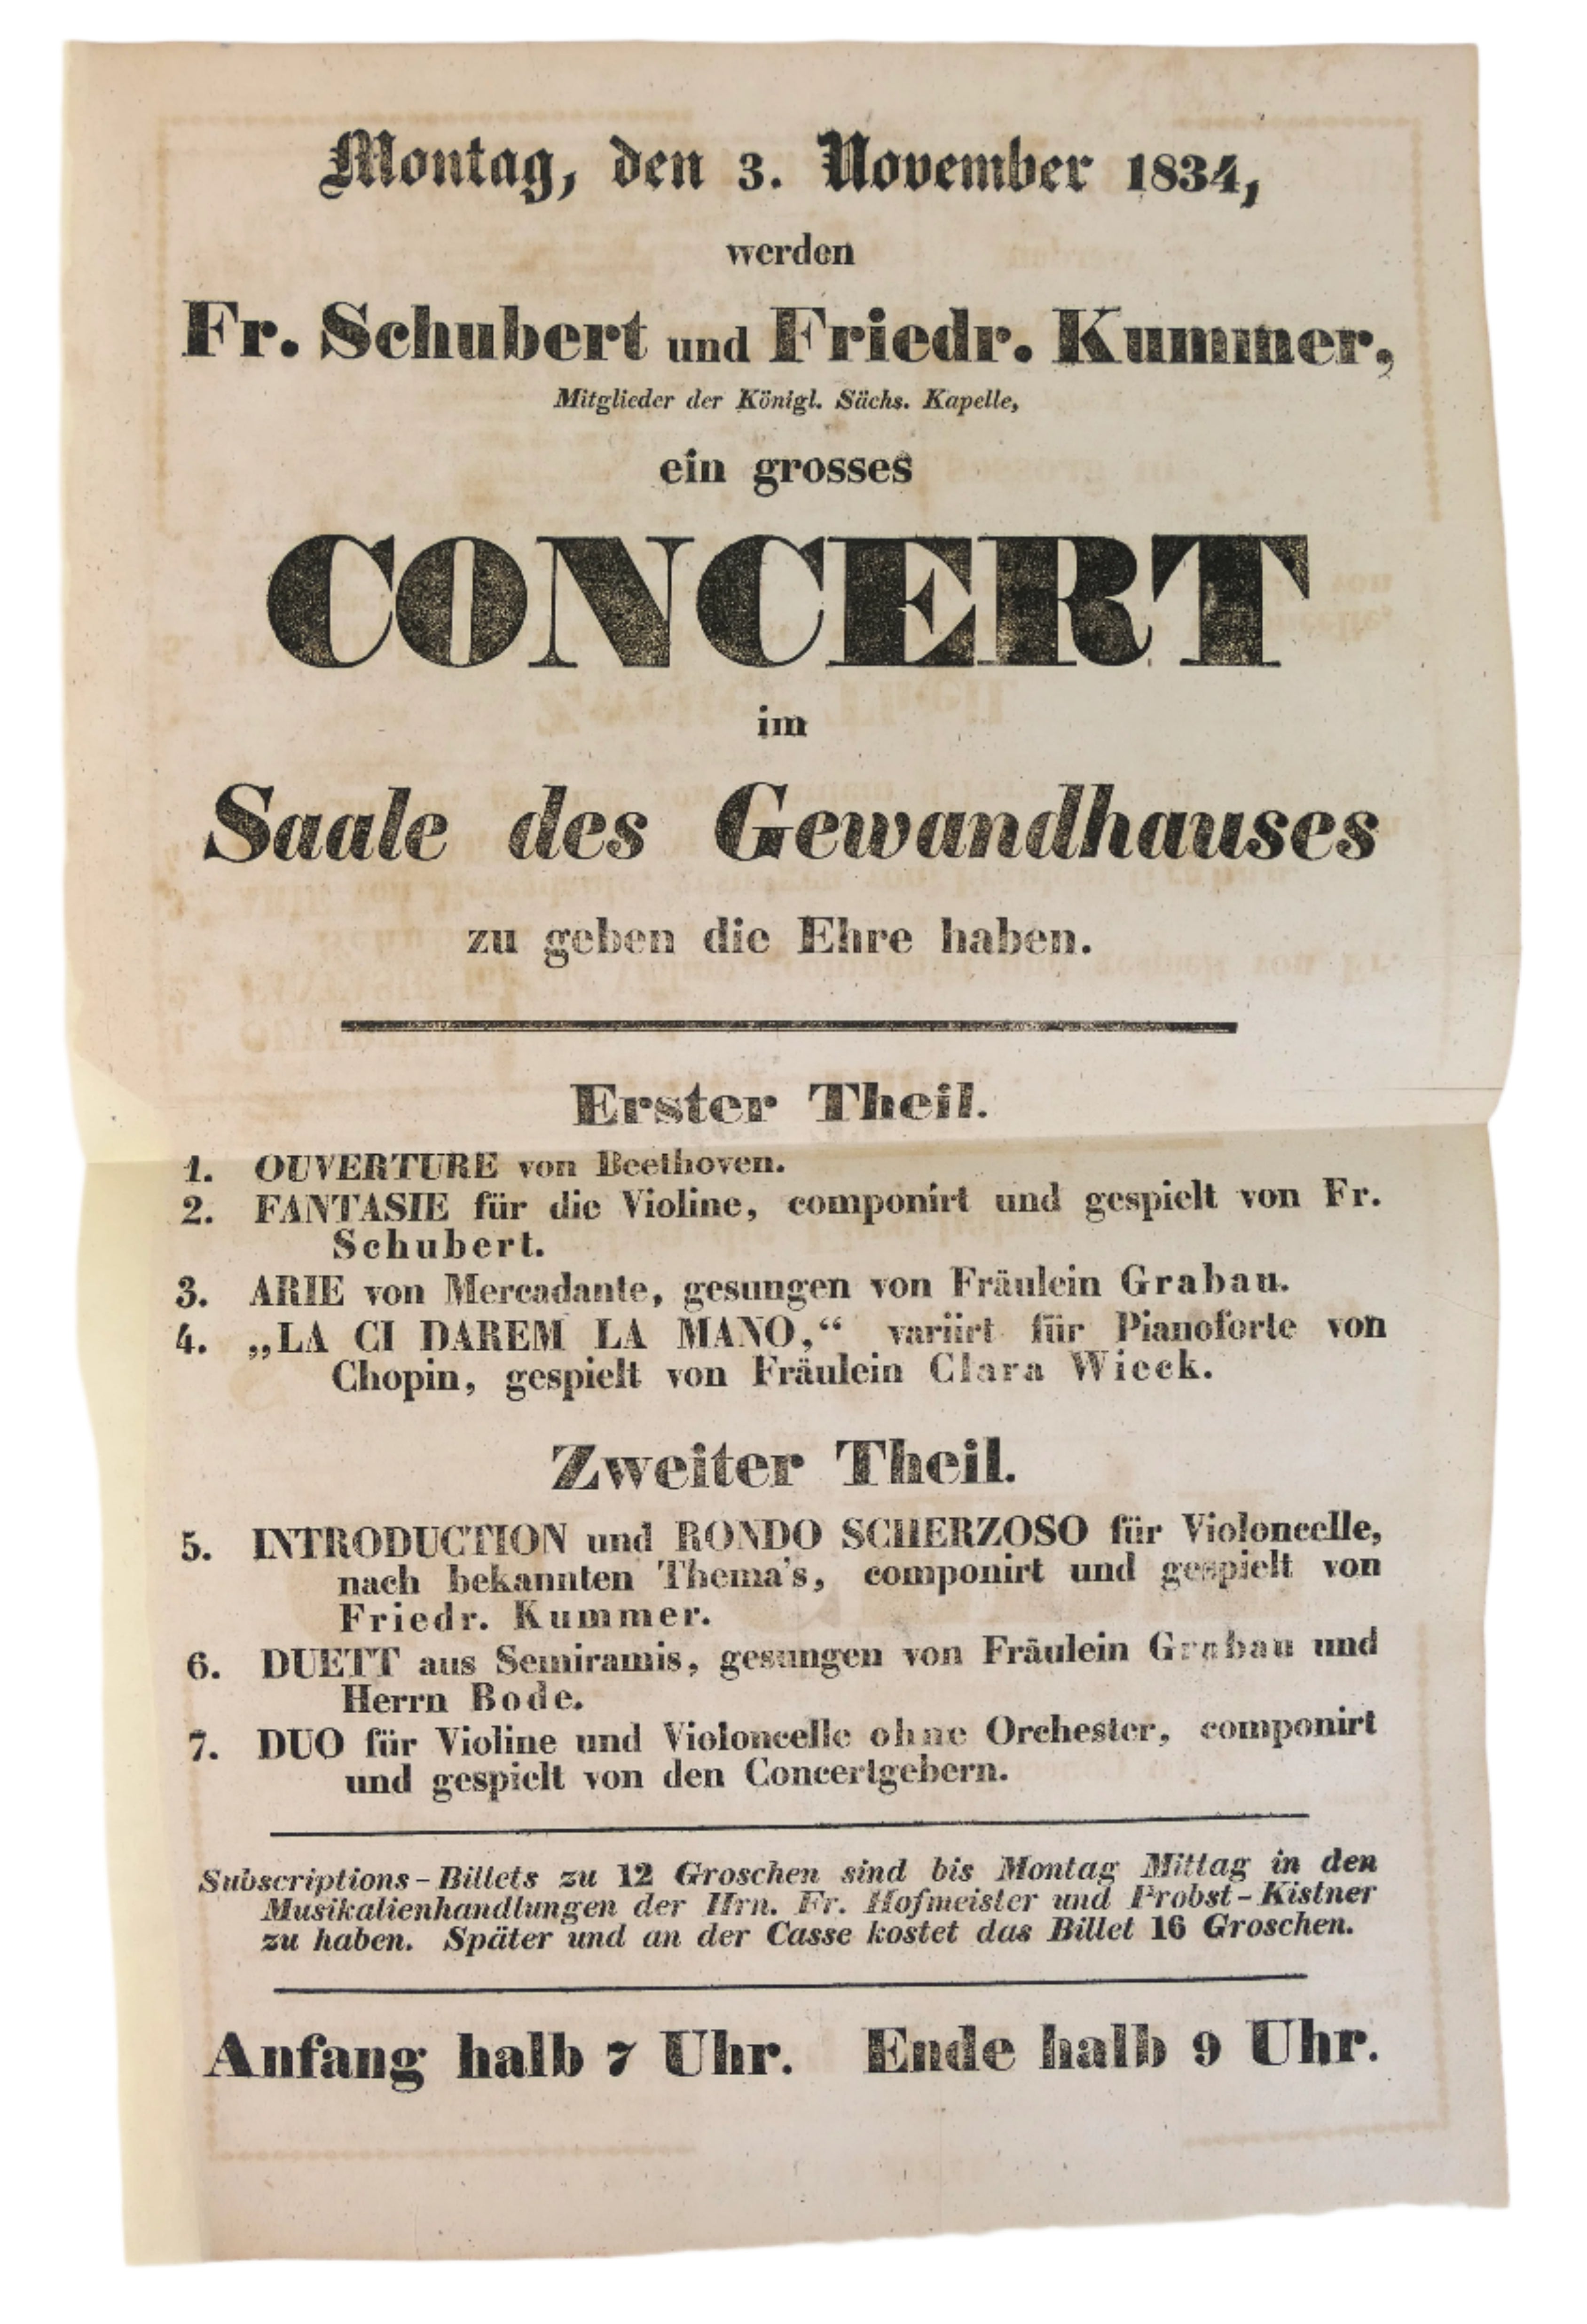 Montag, den 3. November 1834,
werden
Fr. Schubert und Friedr. Kummer,
Mitglieder der Königl. Sächs. Kapelle,
ein grosses
CONCERT
im
Saale des Gewandhauses
zu geben die Ehre haben.
Erster Theil.
1. OUVERTURE von Beethoven.
2. FANTASIE für die Violine, componirt und gespielt von Fr.
Schubert.
3. ARIE von Mercadante, gesungen von Fräulein Grabau.
4. „LA CI DAREM LA MANO,“ variirt für Pianoforte von
Chopin, gespielt von Fräulein Clara Wieck.
Zweiter Theil.
5. INTRODUCTION und RONDO SCHERZOSO für Violoncelle,
nach bekannten Thema's, componirt und gespielt von
Friedr. Kummer.
6. DUETT aus Semiramis, gesungen von Fräulein Grabau und
Herrn Bode.
7. DUO für Violine und Violoncelle ohne Orchester, componirt
und gespielt von den Concertgebern.
Subscriptions-Billets zu 12 Groschen sind bis Montag Mittag in den
Musikalienhandlungen der Hrn. Fr. Hofmeister und Probst-Kistner
zu haben. Später und an der Casse kostet das Billet 16 Groschen.
Anfang halb 7 Uhr. Ende halb 9 Uhr.